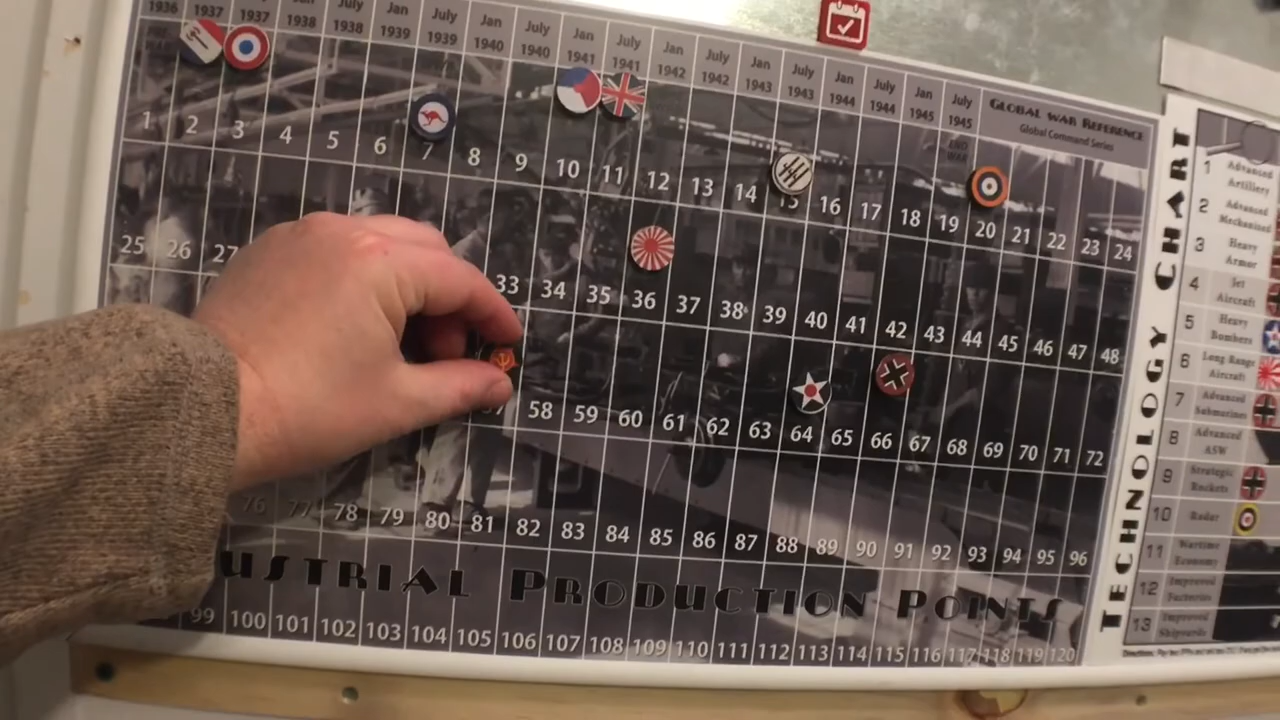 1936 1937 1937 1938 1938 1939 1939 1940 1940 1941 1941 1942 1942 1943 1943 1944 1944 1945 1945
Jan July Jan July Jan July Jan July Jan July Jan July Jan July Jan July
GLOBAL WAR REFERENCE
Global Command Series
END WAR
1 2 3 4 5 6 7 8 9 10 11 12 13 14 15 16 17 18 19 20 21 22 23 24
25 26 27 33 34 35 36 37 38 39 40 41 42 43 44 45 46 47 48
58 59 60 61 62 63 64 65 66 67 68 69 70 71 72
76 77 78 79 80 81 82 83 84 85 86 87 88 89 90 91 92 93 94 95 96
PRODUCTION POINTS
99 100 101 102 103 104 105 106 107 108 109 110 111 112 113 114 115 116 117 118 119 120
TECHNOLOGY CHART
1 Advanced Artillery
2 Advanced Mechanized
3 Heavy Armor
4 Jet Aircraft
5 Heavy Bombers
6 Long Range Aircraft
7 Advanced Submarines
8 Advanced ASW
9 Strategic Rockets
10 Radar
11 Wartime Economy
12 Improved Factories
13 Improved Shipyards